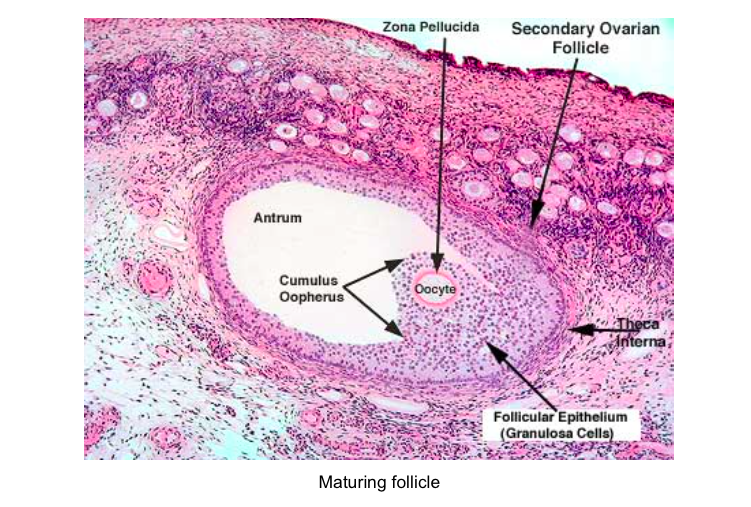 Zona Pellucida
Secondary Ovarian
Follicle
Antrum
Cumulus
Oopherus
Oocyte
Theca
Interna
Follicular Epithelium
(Granulosa Cells)
Maturing follicle